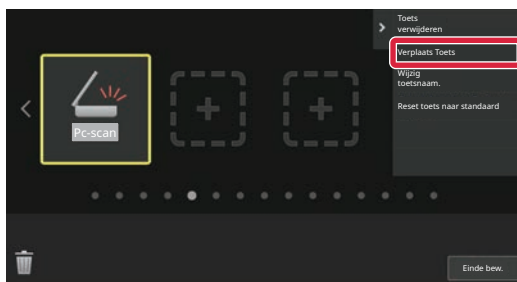 Toets
verwijderen
Verplaats Toets
Wijzig
toetsnaam.
Reset toets naar standaard
Pc-scan
Einde bew.